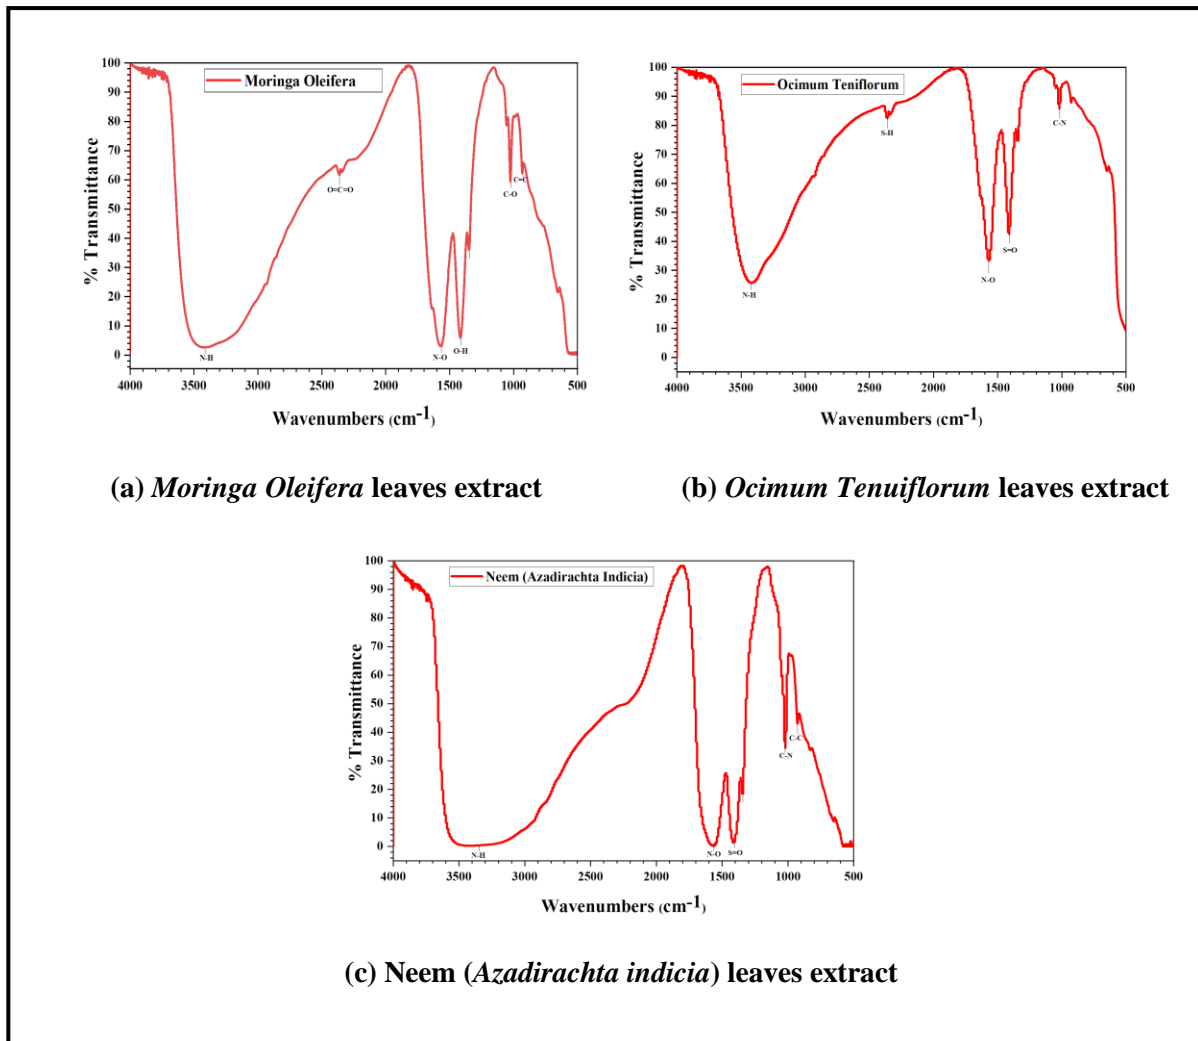 Moringa Oleifera
% Transmittance
100
90
80
70
60
50
40
30
20
10
0
O=C=O
C=C
C-O
N-H
N-O
O-H
4000 3500 3000 2500 2000 1500 1000 500
Wavenumbers (cm-1)
(a) Moringa Oleifera leaves extract
Ocimum Teniflorum
% Transmittance
100
90
80
70
60
50
40
30
20
10
0
S-H
C-N
S=O
N-H
N-O
4000 3500 3000 2500 2000 1500 1000 500
Wavenumbers (cm-1)
(b) Ocimum Tenuiflorum leaves extract
Neem (Azadirachta Indicia)
% Transmittance
100
90
80
70
60
50
40
30
20
10
0
C-C
C-N
N-H
N-O
S=O
4000 3500 3000 2500 2000 1500 1000 500
Wavenumbers (cm-1)
(c) Neem (Azadirachta indicia) leaves extract